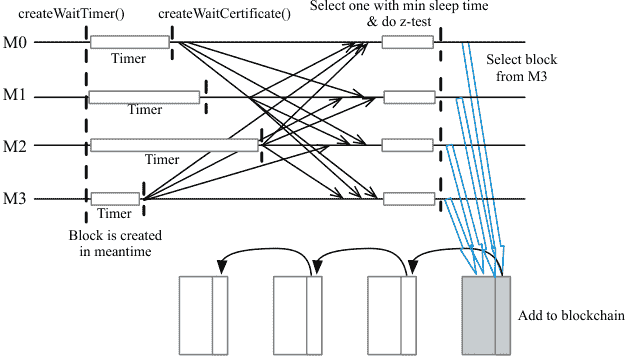 createWaitTimer()
createWaitCertificate()
Select one with min sleep time
& do z-test
M0
Timer
Select block
from M3
M1
Timer
M2
Timer
M3
Timer
Block is created
in meantime
Add to blockchain